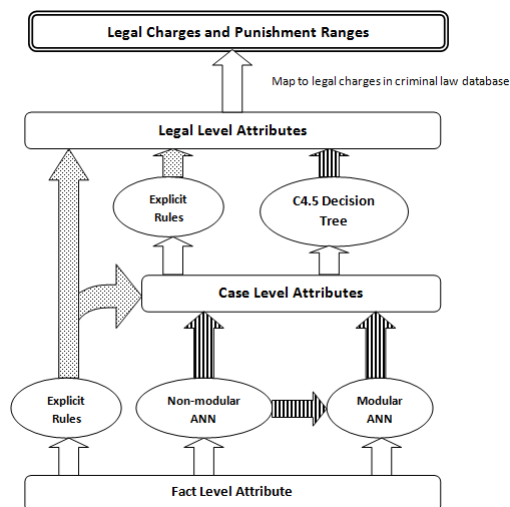 Legal Charges and Punishment Ranges
Map to legal charges in criminal law database
Legal Level Attributes
Explicit
Rules
C4.5 Decision
Tree
Case Level Attributes
Explicit
Rules
Non-modular
ANN
Modular
ANN
Fact Level Attribute